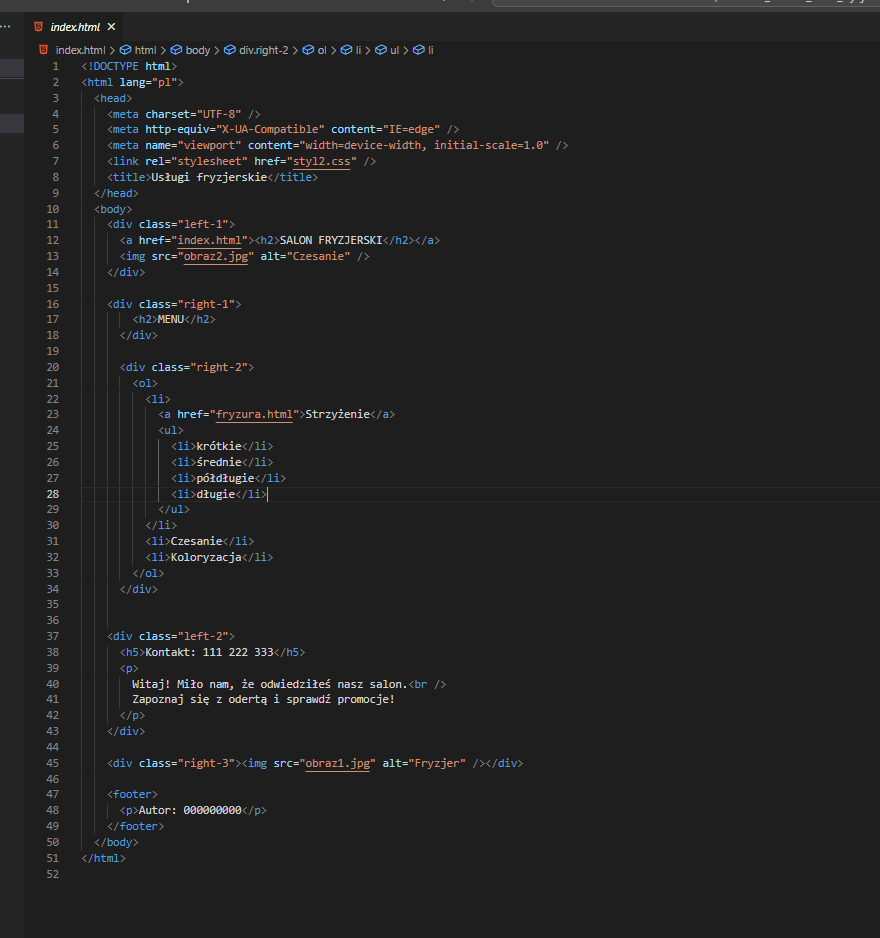 index.html
index.html > html > body > div.right-2 > ol > li > ul > li
1 <!DOCTYPE html>
2 <html lang="pl">
3 <head>
4 <meta charset="UTF-8" />
5 <meta http-equiv="X-UA-Compatible" content="IE=edge" />
6 <meta name="viewport" content="width=device-width, initial-scale=1.0" />
7 <link rel="stylesheet" href="styl2.css" />
8 <title>Usługi fryzjerskie</title>
9 </head>
10 <body>
11 <div class="left-1">
12 <a href="index.html"><h2>SALON FRYZJERSKI</h2></a>
13 <img src="obraz2.jpg" alt="Czesanie" />
14 </div>
15
16 <div class="right-1">
17 <h2>MENU</h2>
18 </div>
19
20 <div class="right-2">
21 <ol>
22 <li>
23 <a href="fryzura.html">Strzyżenie</a>
24 <ul>
25 <li>krótkie</li>
26 <li>średnie</li>
27 <li>półdługie</li>
28 <li>długie</li>
29 </ul>
30 </li>
31 <li>Czesanie</li>
32 <li>Koloryzacja</li>
33 </ol>
34 </div>
35
36
37 <div class="left-2">
38 <h5>Kontakt: 111 222 333</h5>
39 <p>
40 Witaj! Miło nam, że odwiedziłeś nasz salon.<br />
41 Zapoznaj się z odertą i sprawdź promocje!
42 </p>
43 </div>
44
45 <div class="right-3"><img src="obraz1.jpg" alt="Fryzjer" /></div>
46
47 <footer>
48 <p>Autor: 000000000</p>
49 </footer>
50 </body>
51 </html>
52